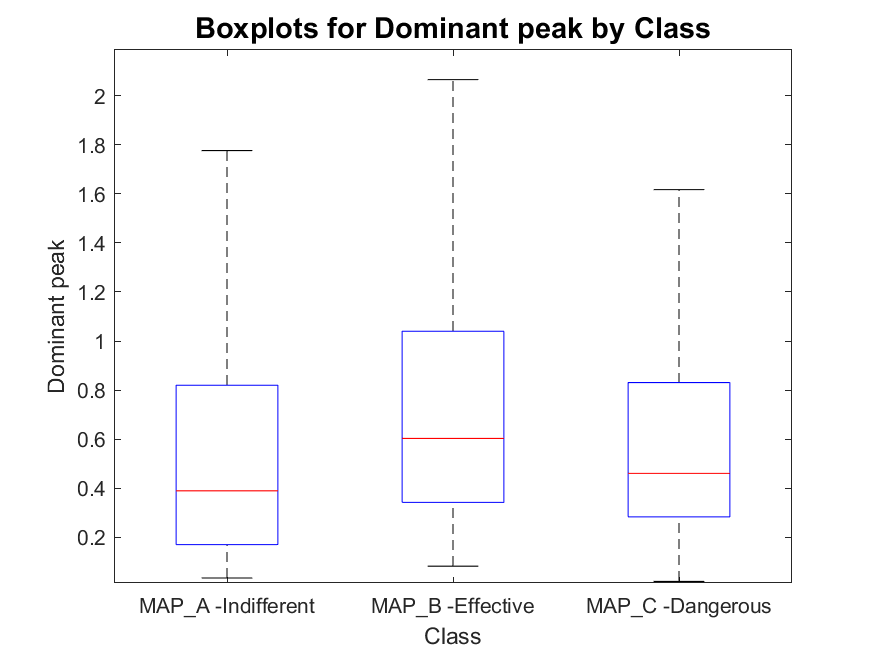 Boxplots for Dominant peak by Class
Dominant peak
2
1.8
1.6
1.4
1.2
1
0.8
0.6
0.4
0.2
MAP_A -Indifferent MAP_B -Effective MAP_C -Dangerous
Class